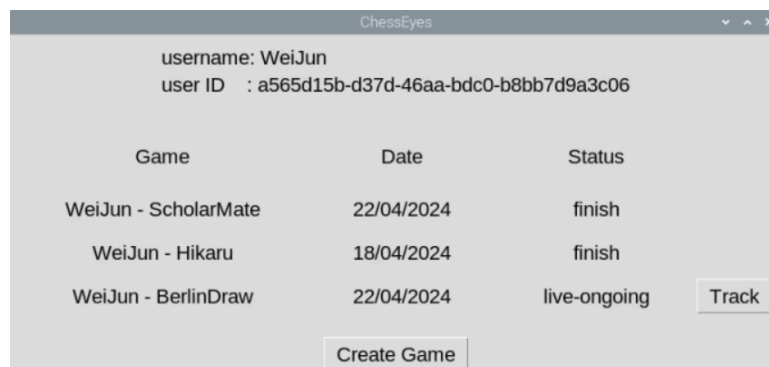 ChessEyes
username: WeiJun
user ID : a565d15b-d37d-46aa-bdc0-b8bb7d9a3c06
Game Date Status
WeiJun - ScholarMate 22/04/2024 finish
WeiJun - Hikaru 18/04/2024 finish
WeiJun - BerlinDraw 22/04/2024 live-ongoing Track
Create Game